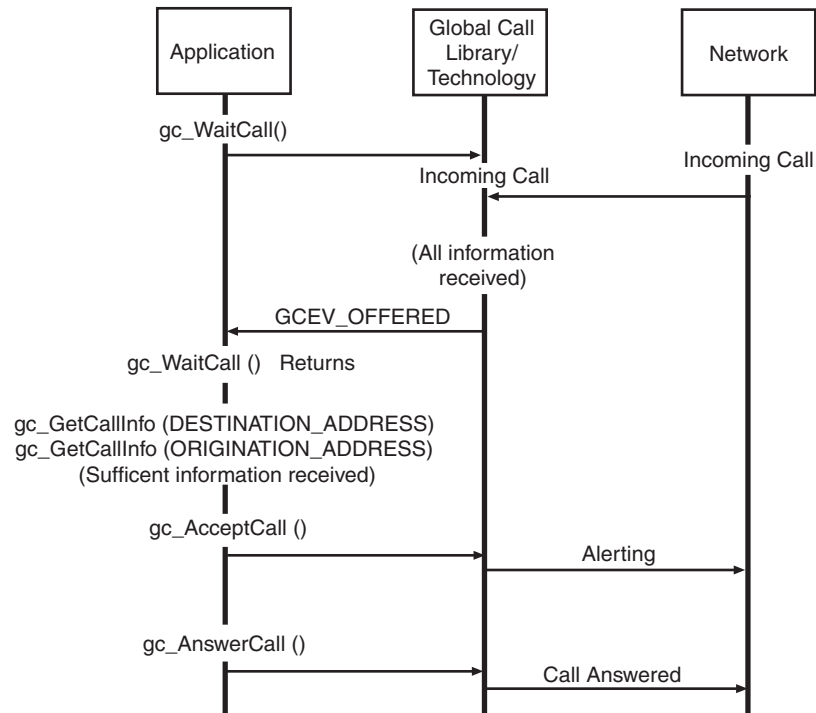 Application
Global Call
Library/
Technology
Network
gc_WaitCall()
Incoming Call
Incoming Call
(All information
received)
GCEV_OFFERED
gc_WaitCall () Returns
gc_GetCallInfo (DESTINATION_ADDRESS)
gc_GetCallInfo (ORIGINATION_ADDRESS)
(Sufficent information received)
gc_AcceptCall ()
Alerting
gc_AnswerCall ()
Call Answered